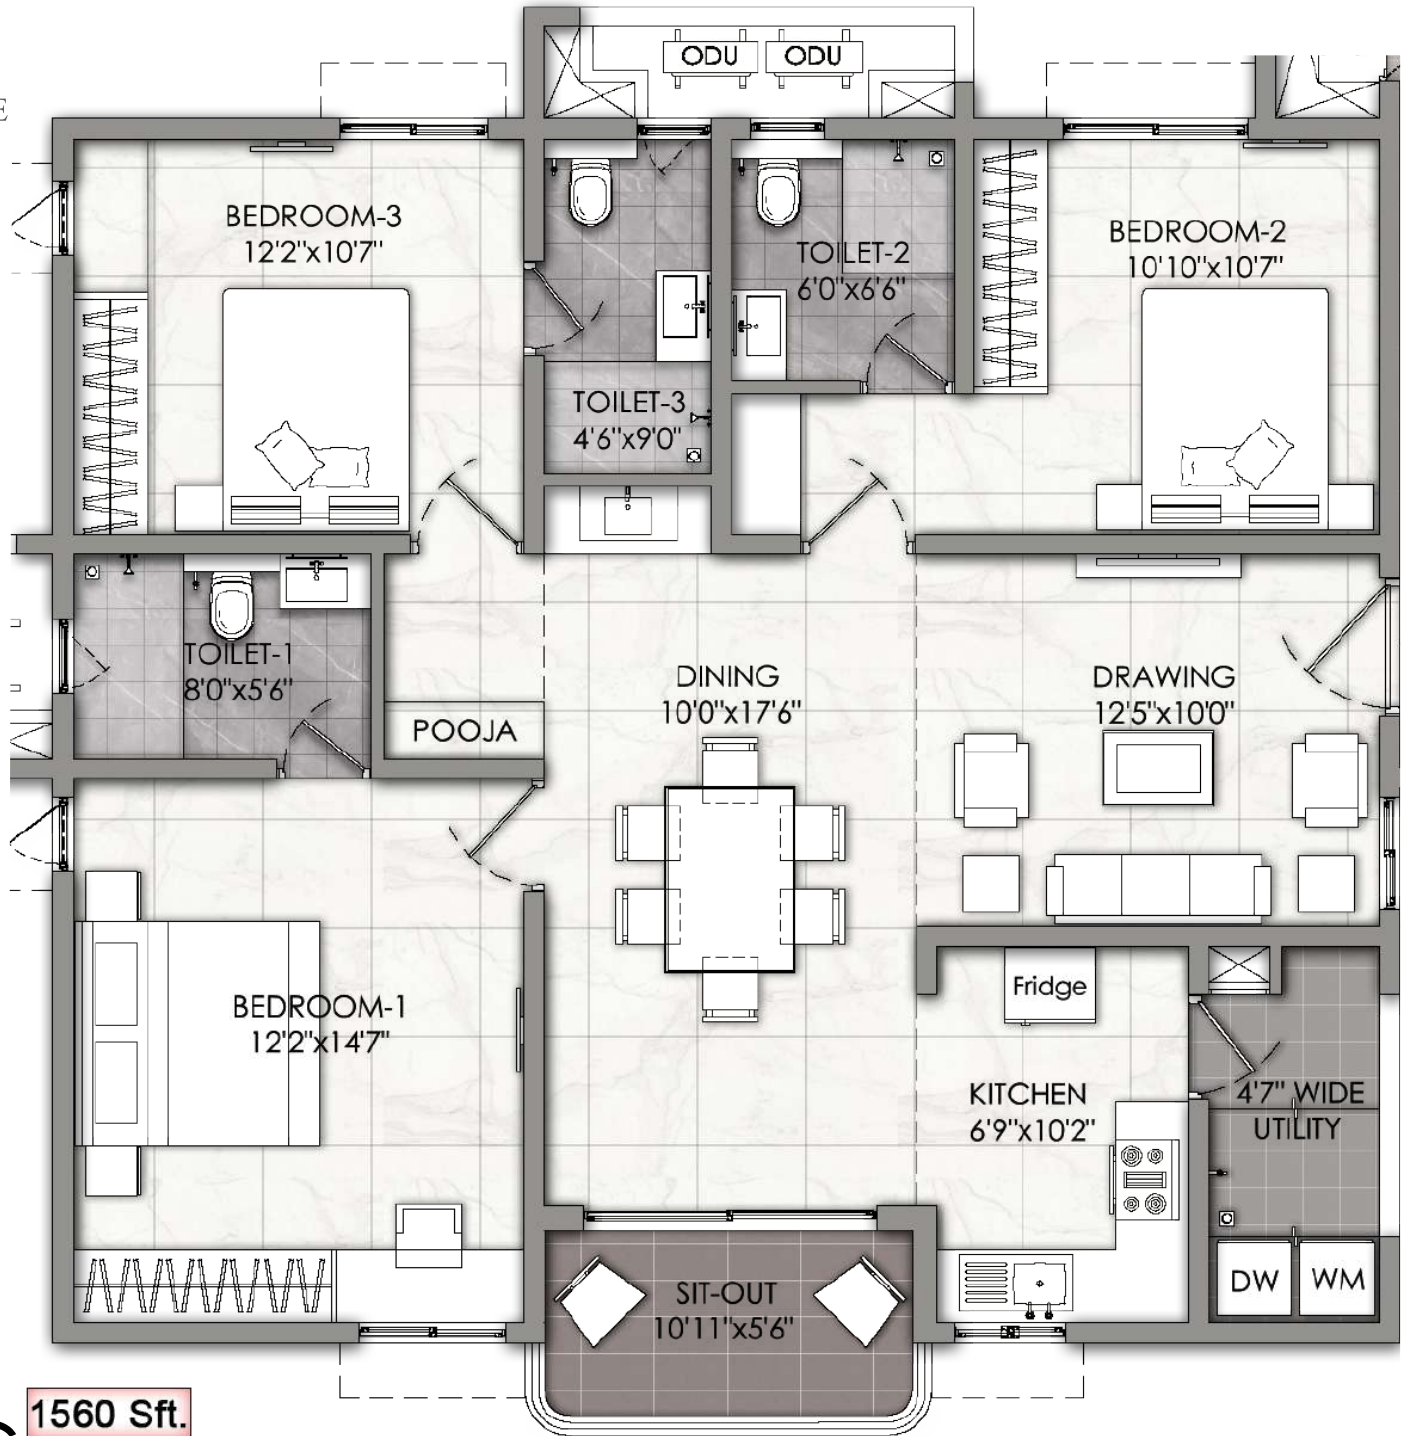 ODU
ODU
E
BEDROOM-3
12'2"x10'7"
TOILET-2
6'0"x6'6"
BEDROOM-2
10'10"x10'7"
TOILET-3
4'6"x9'0"
TOILET-1
8'0"x5'6"
POOJA
DINING
10'0"x17'6"
DRAWING
12'5"x10'0"
BEDROOM-1
12'2"x14'7"
Fridge
KITCHEN
6'9"x10'2"
4'7" WIDE
UTILITY
SIT-OUT
10'11"x5'6"
DW
WM
1560 Sft.